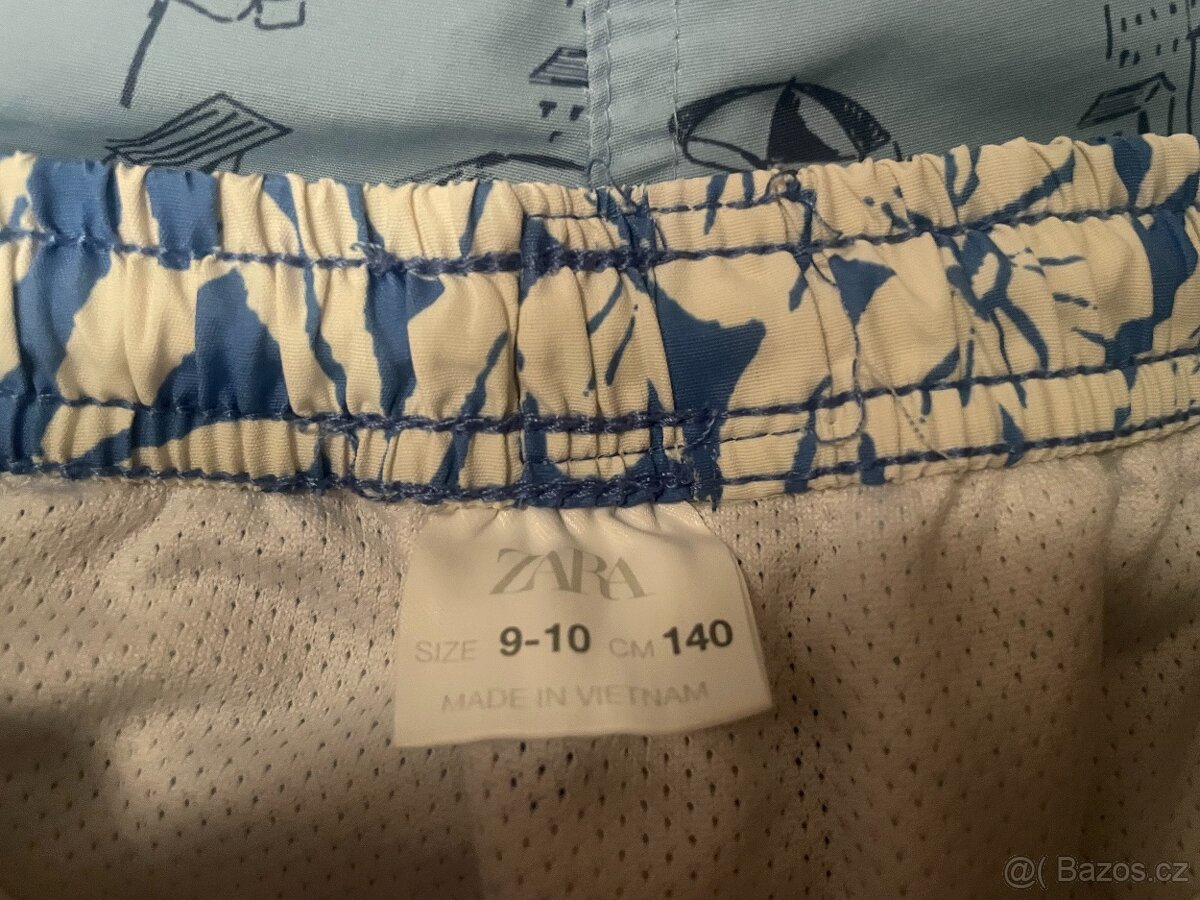 ZARA
SIZE 9-10 CM 140
MADE IN VIETNAM
@( Bazos.cz